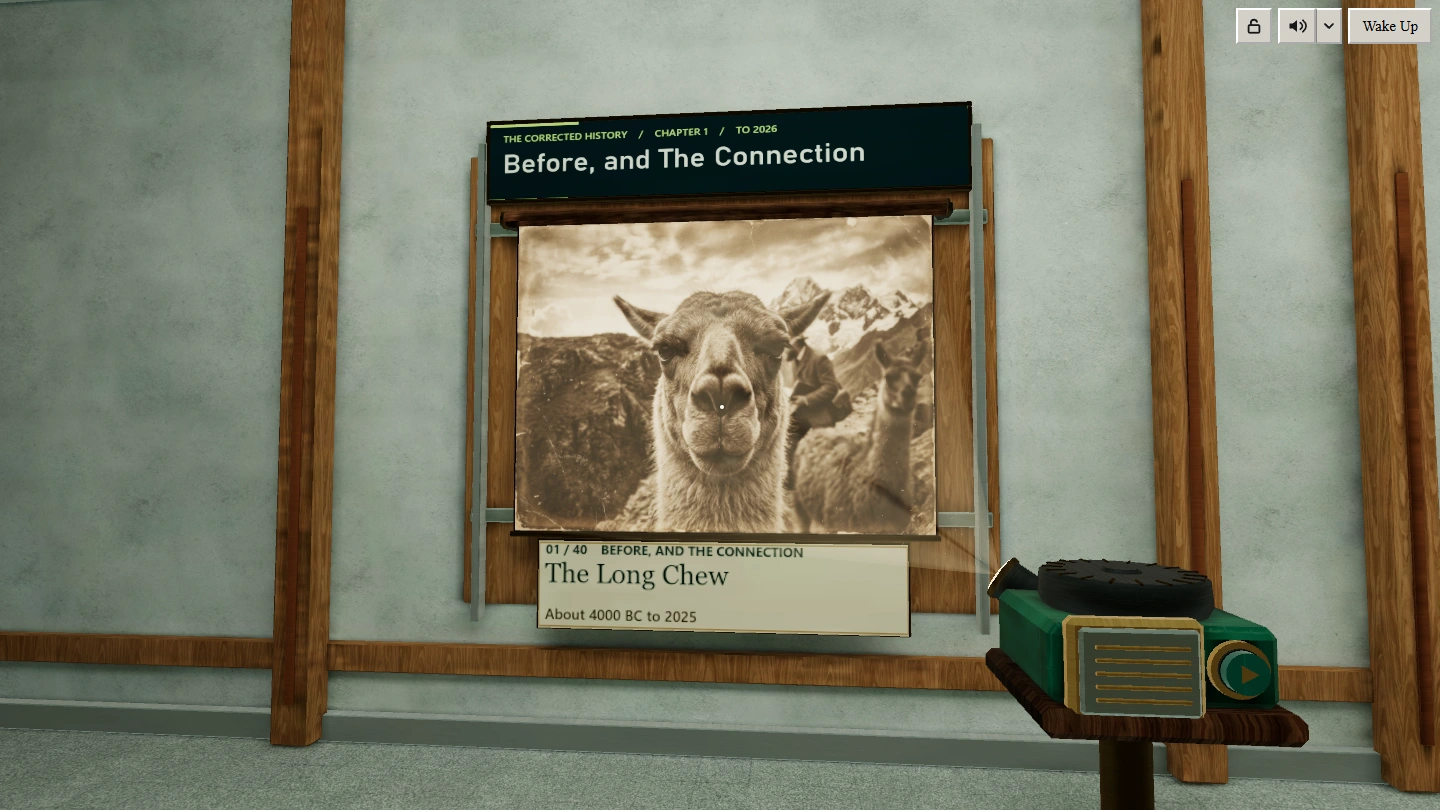 Wake Up
THE CORRECTED HISTORY / CHAPTER 1 / TO 2026
Before, and The Connection
01 / 40 BEFORE, AND THE CONNECTION
The Long Chew
About 4000 BC to 2025